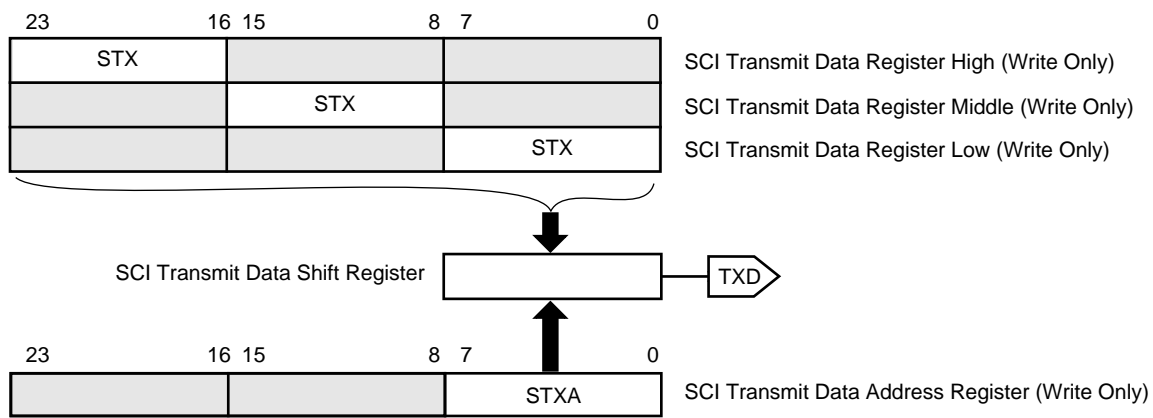 23 16 15 8 7 0
STX SCI Transmit Data Register High (Write Only)
STX SCI Transmit Data Register Middle (Write Only)
STX SCI Transmit Data Register Low (Write Only)
SCI Transmit Data Shift Register TXD
23 16 15 8 7 0
STXA SCI Transmit Data Address Register (Write Only)